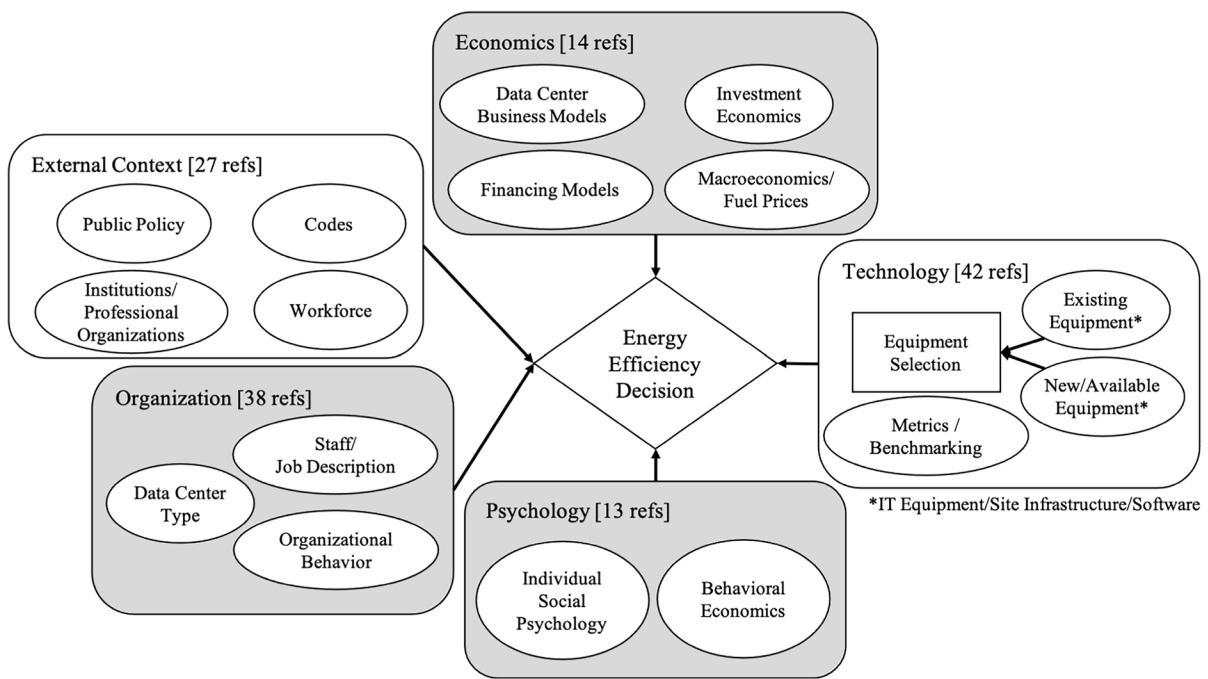 Economics [14 refs]
Data Center
Business Models
Investment
Economics
Financing Models
Macroeconomics/
Fuel Prices
External Context [27 refs]
Public Policy
Codes
Institutions/
Professional
Organizations
Workforce
Energy
Efficiency
Decision
Technology [42 refs]
Existing
Equipment*
Equipment
Selection
New/Available
Equipment*
Metrics /
Benchmarking
*IT Equipment/Site Infrastructure/Software
Organization [38 refs]
Staff/
Job Description
Data Center
Type
Organizational
Behavior
Psychology [13 refs]
Individual
Social
Psychology
Behavioral
Economics